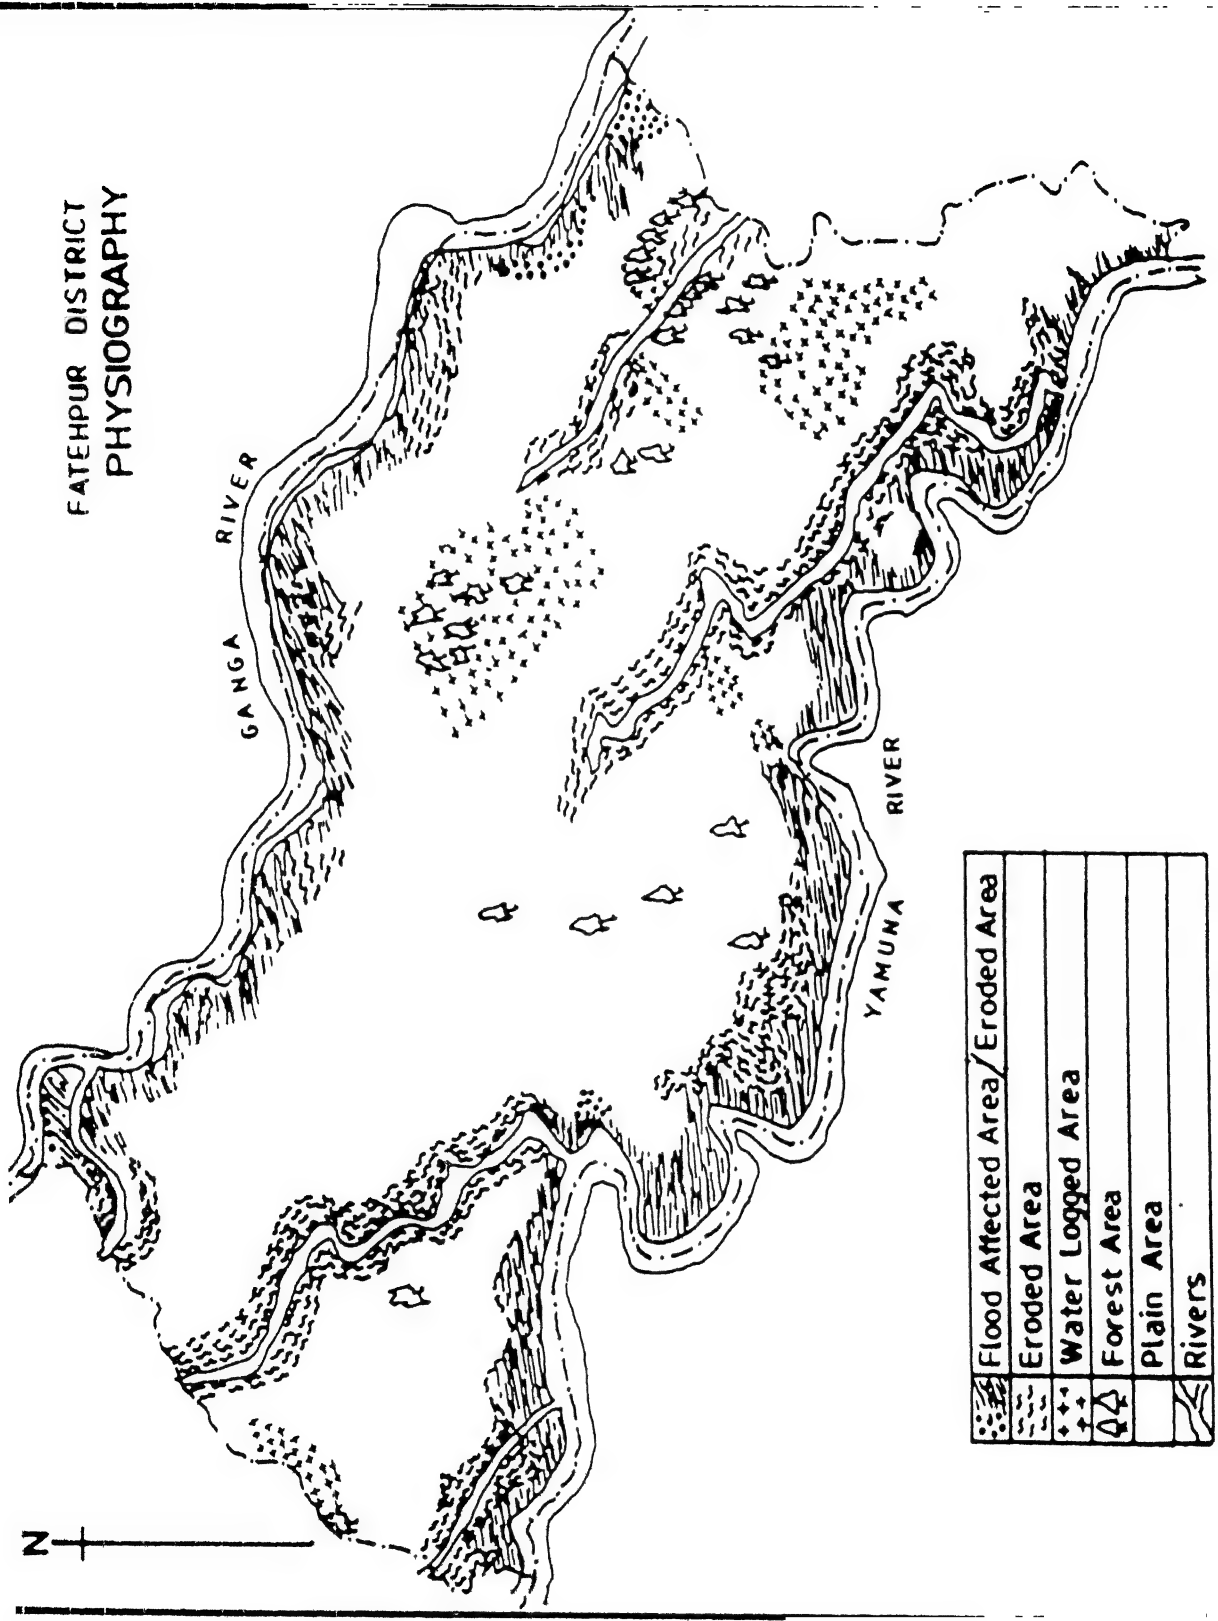 FATEHPUR DISTRICT
PHYSIOGRAPHY
N
GANGA RIVER
YAMUNA RIVER
Flood Affected Area/Eroded Area
Eroded Area
Water Logged Area
Forest Area
Plain Area
Rivers